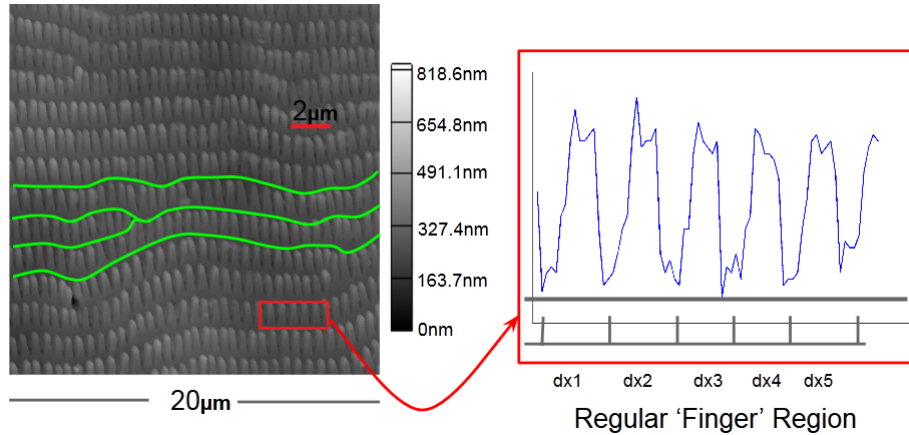 2µm
818.6nm
654.8nm
491.1nm
327.4nm
163.7nm
0nm
20µm
dx1 dx2 dx3 dx4 dx5
Regular ‘Finger’ Region